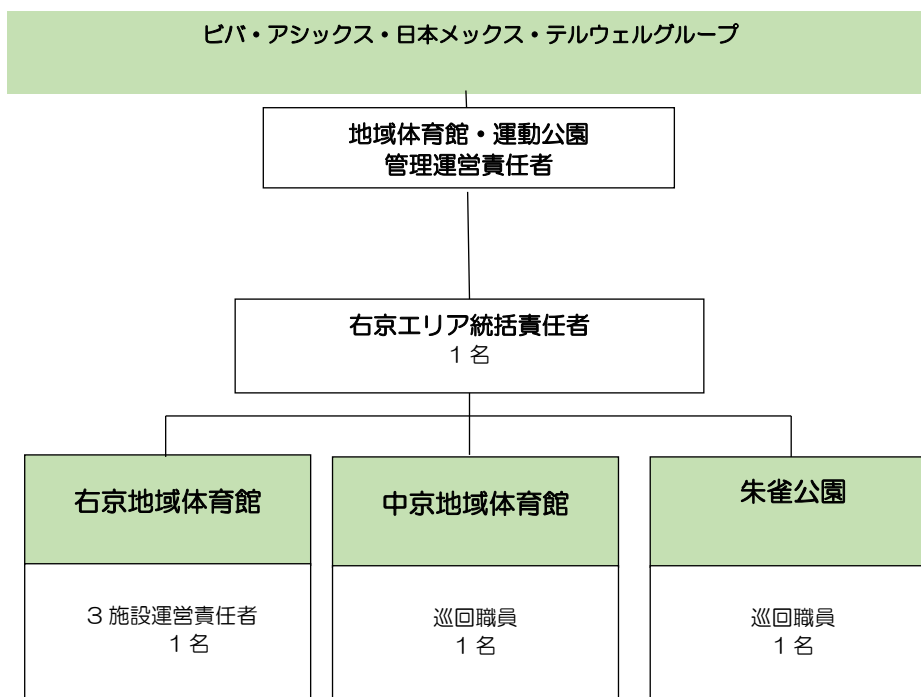 ビバ・アシックス・日本メックス・テルウェルグループ
地域体育館・運動公園
管理運営責任者
右京エリア統括責任者
1 名
右京地域体育館
3 施設運営責任者
1 名
中京地域体育館
巡回職員
1 名
朱雀公園
巡回職員
1 名